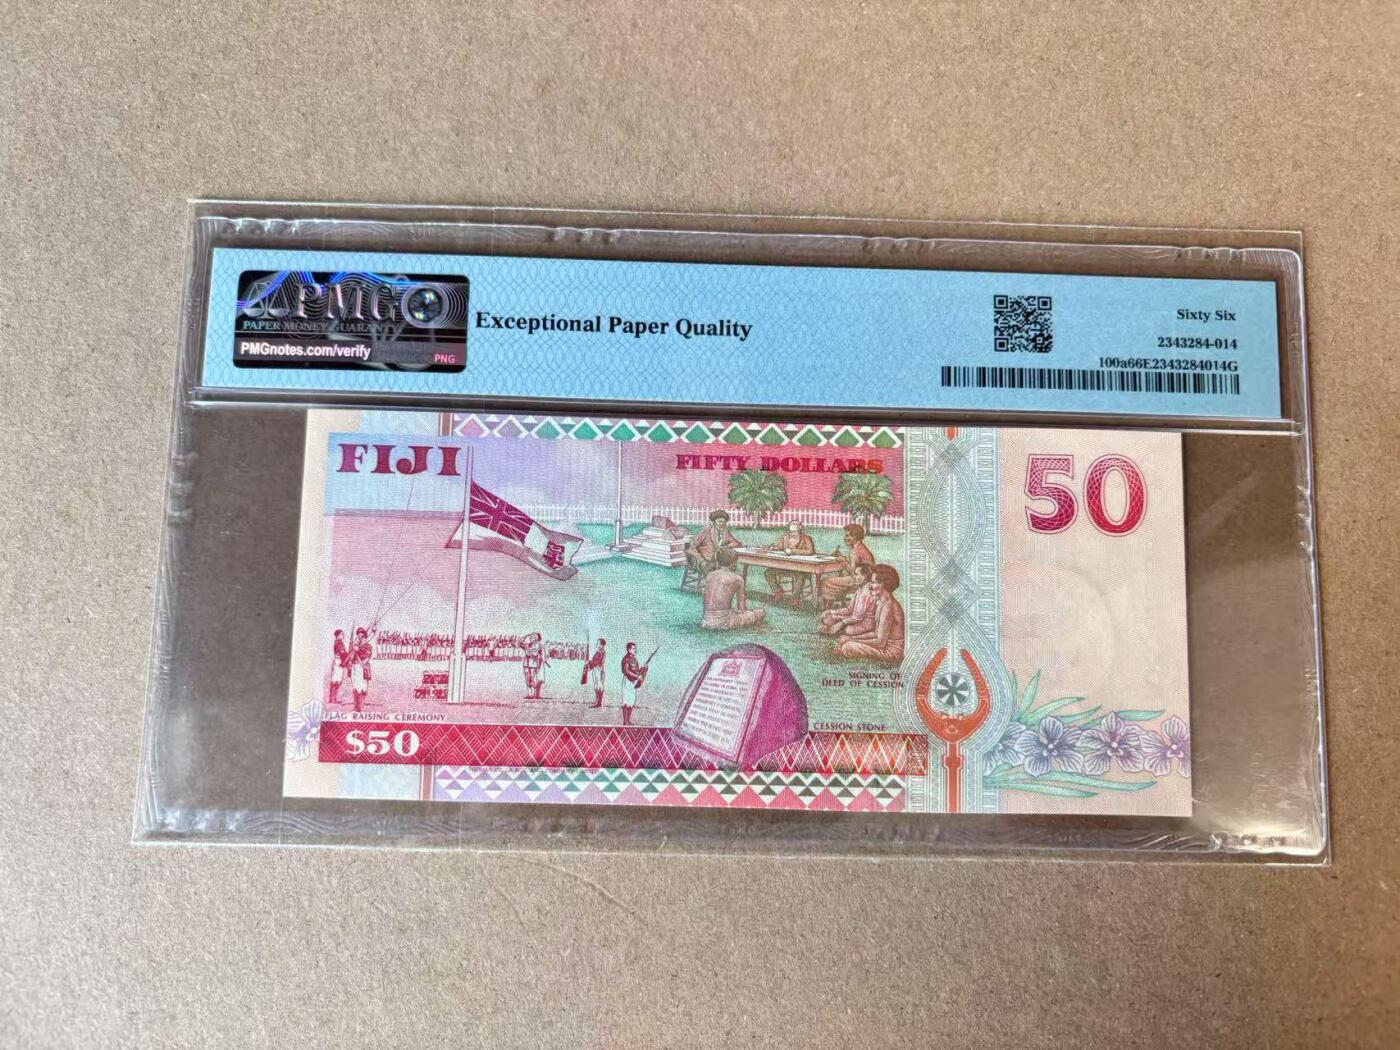 PMG
PAPER MONEY GUARANTY
PMGnotes.com/verify
PNG
Exceptional Paper Quality
Sixty Six
2343284-014
100a66E2343284014G
FIJI
FIFTY DOLLARS
50
SIGNING OF
DEED OF CESSION
FLAG RAISING CEREMONY
CESSION STONE
$50